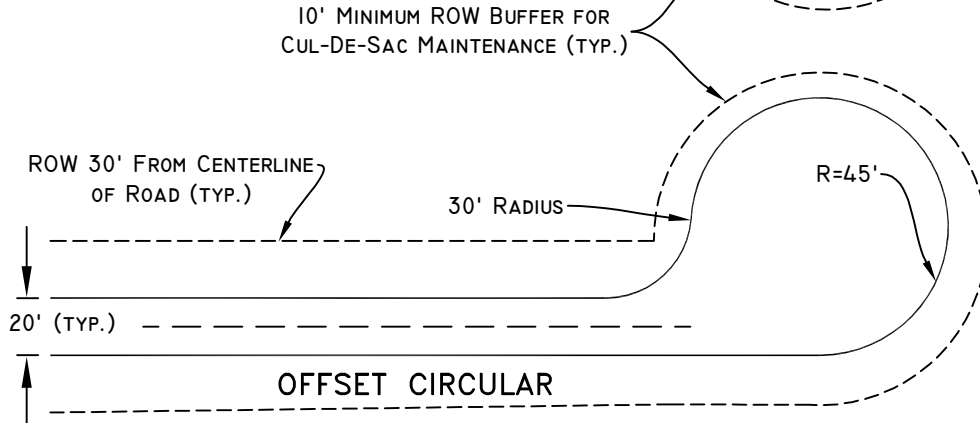 10' MINIMUM ROW BUFFER FOR
CUL-DE-SAC MAINTENANCE (TYP.)
ROW 30' FROM CENTERLINE
OF ROAD (TYP.)
30' RADIUS
R=45'
20' (TYP.)
OFFSET CIRCULAR